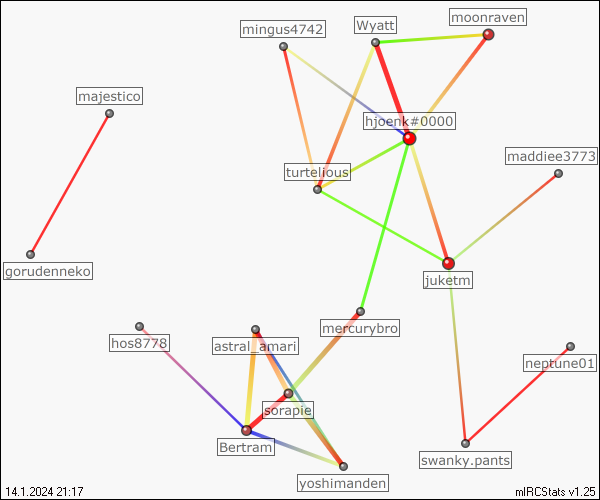 mingus4742
Wyatt
moonraven
majestico
hjoenk#0000
maddiee3773
turtelious
gorudenneko
juketm
mercurybro
hos8778
astral_amari
neptune01
sorapie
Bertram
swanky.pants
yoshimanden
14.1.2024 21:17
mIRCStats v1.25